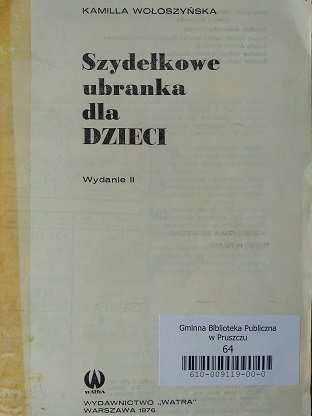 KAMILLA WOŁOSZYŃSKA
Szydełkowe
ubranka
dla
DZIECI
Wydanie II
Gminna Biblioteka Publiczna
w Pruszczu
64
610-009119-00-0
WATRA
WYDAWNICTWO „WATRA"
WARSZAWA 1976